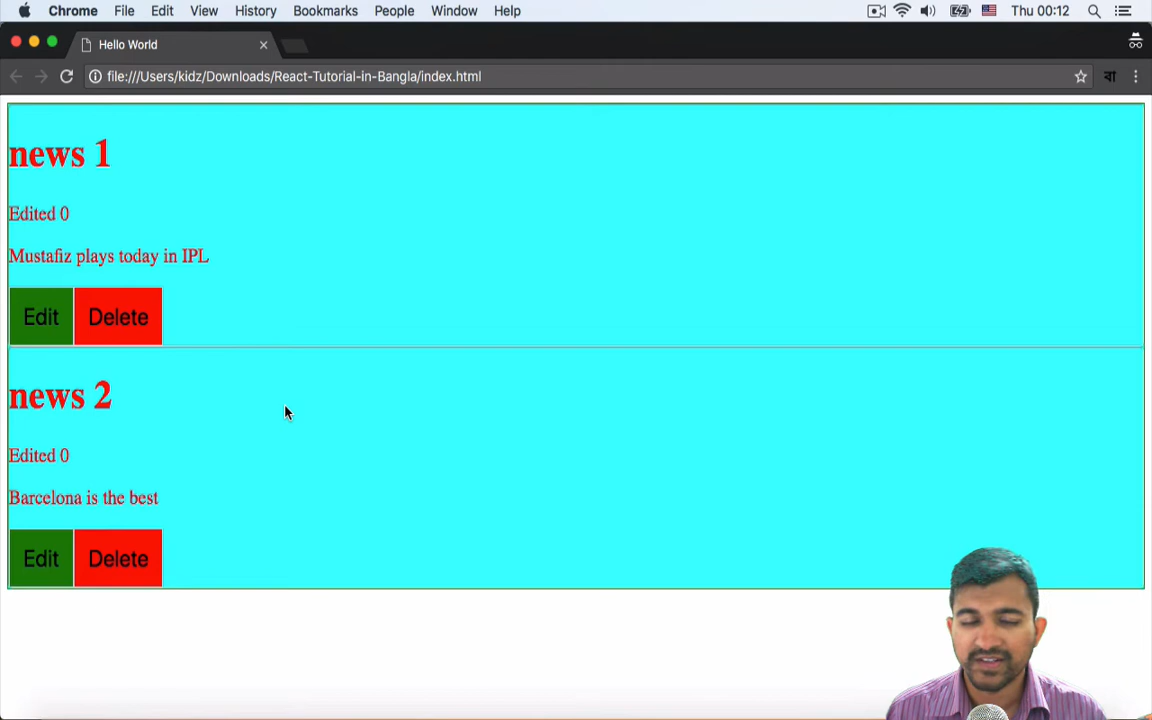 Chrome File Edit View History Bookmarks People Window Help Thu 00:12
Hello World
file:///Users/kidz/Downloads/React-Tutorial-in-Bangla/index.html বা
news 1
Edited 0
Mustafiz plays today in IPL
Edit Delete
news 2
Edited 0
Barcelona is the best
Edit Delete